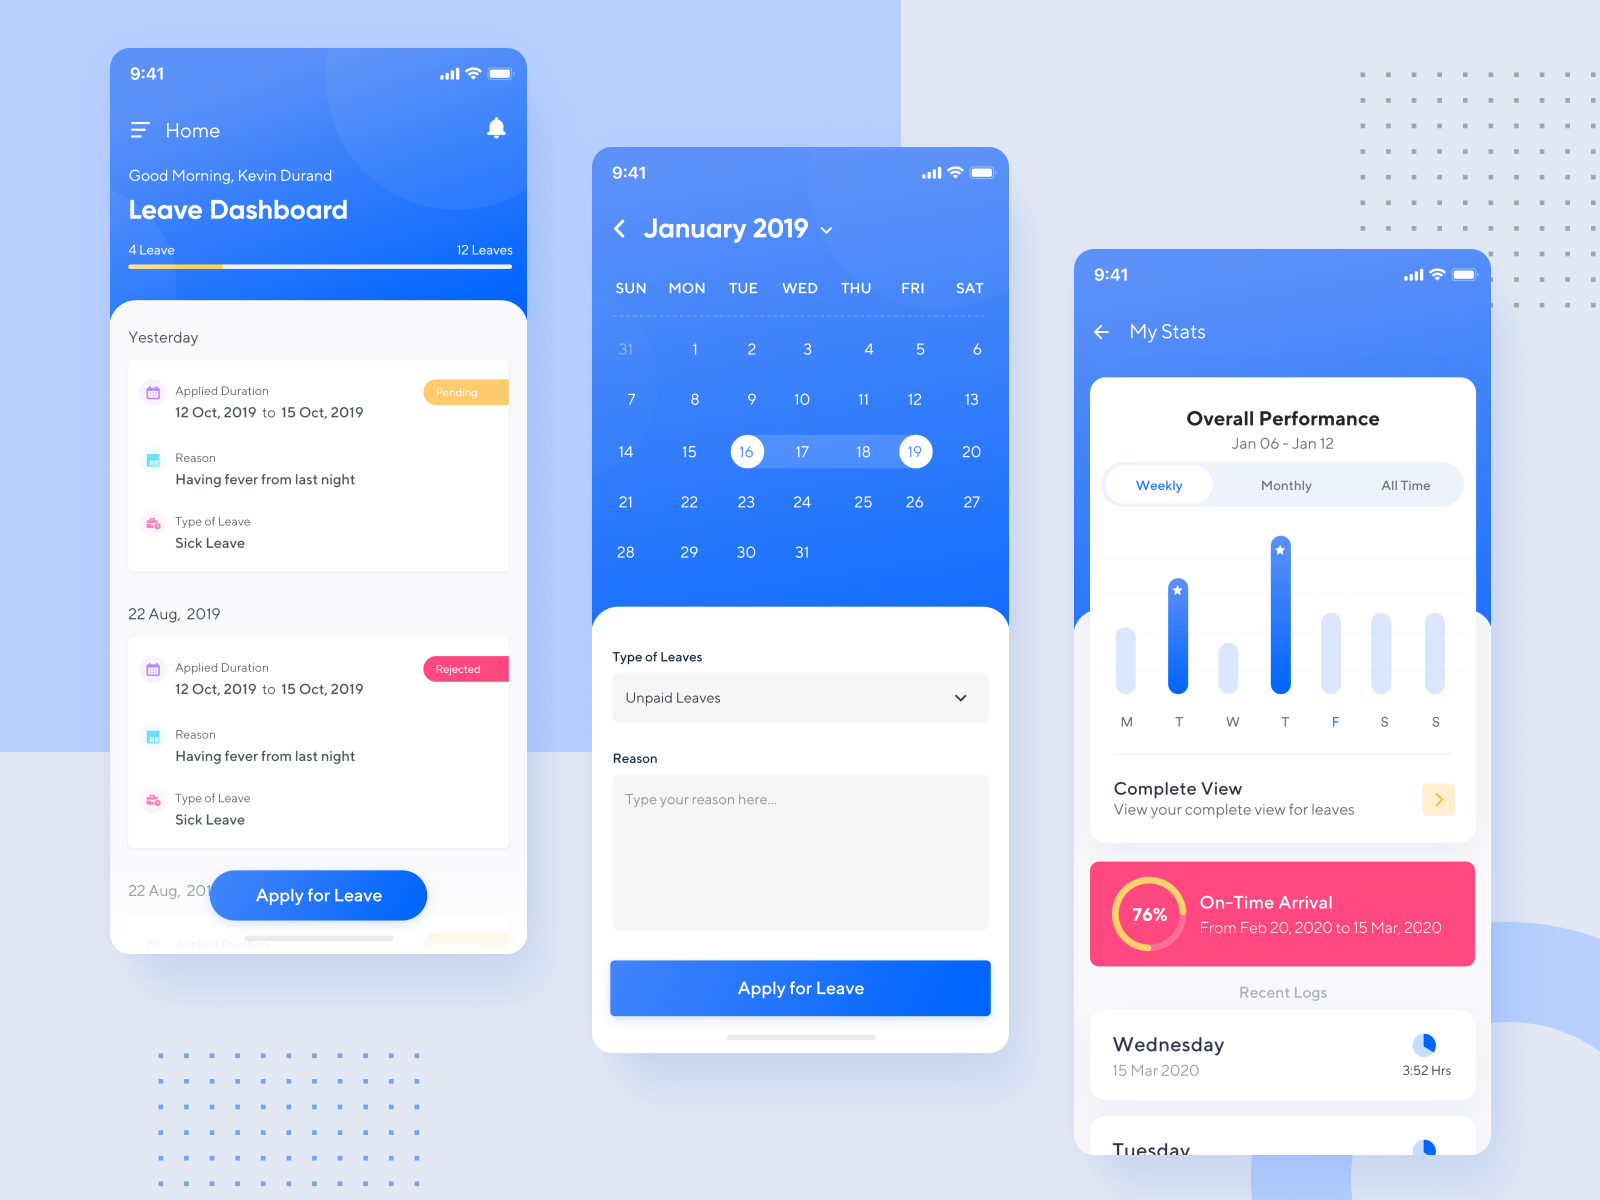 9:41
Home
Good Morning, Kevin Durand
Leave Dashboard
4 Leave 12 Leaves
Yesterday
Applied Duration
Pending
12 Oct, 2019 to 15 Oct, 2019
Reason
Having fever from last night
Type of Leave
Sick Leave
22 Aug, 2019
Applied Duration
Rejected
12 Oct, 2019 to 15 Oct, 2019
Reason
Having fever from last night
Type of Leave
Sick Leave
22 Aug, 201
Apply for Leave
Applied Duration
9:41
January 2019
SUN MON TUE WED THU FRI SAT
31 1 2 3 4 5 6
7 8 9 10 11 12 13
14 15 16 17 18 19 20
21 22 23 24 25 26 27
28 29 30 31
Type of Leaves
Unpaid Leaves
Reason
Type your reason here...
Apply for Leave
9:41
My Stats
Overall Performance
Jan 06 - Jan 12
Weekly Monthly All Time
M T W T F S S
Complete View
View your complete view for leaves
76%
On-Time Arrival
From Feb 20, 2020 to 15 Mar, 2020
Recent Logs
Wednesday
15 Mar 2020
3:52 Hrs
Tuesday